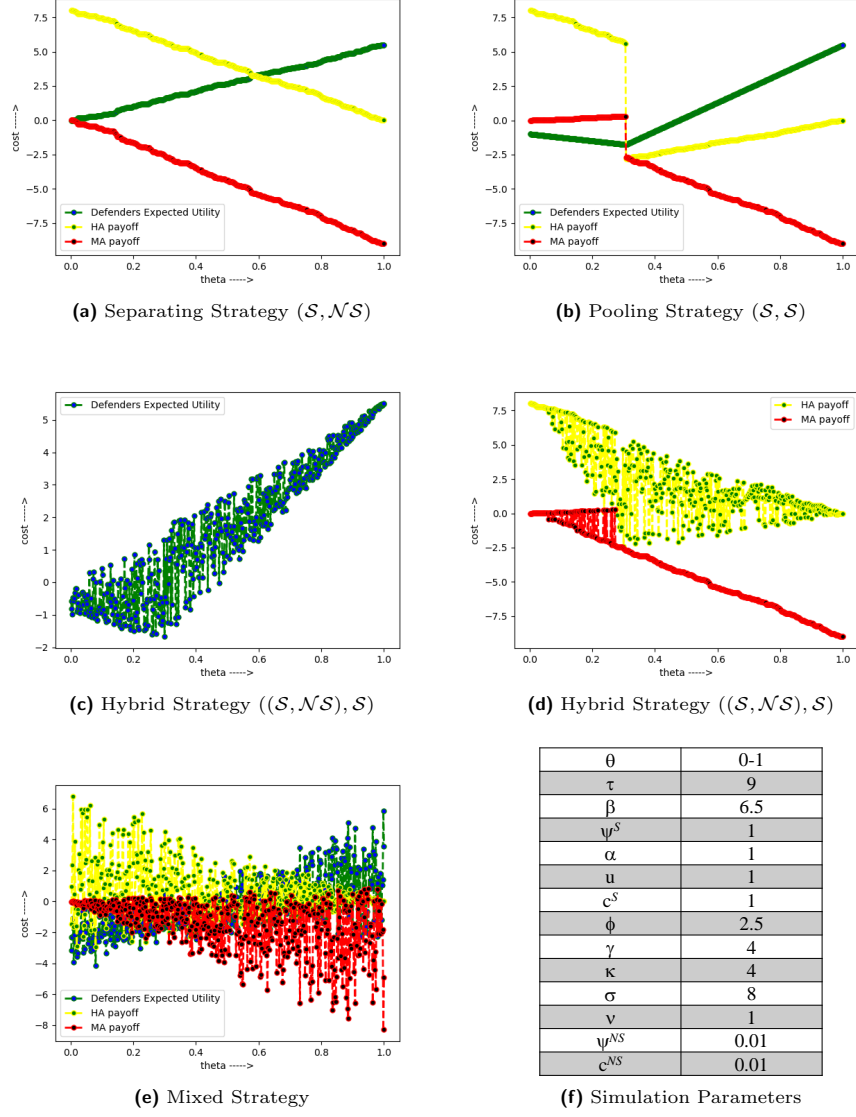 7.5
5.0
2.5
0.0
−2.5
−5.0
−7.5
cost ----->
Defenders Expected Utility
HA payoff
MA payoff
0.0 0.2 0.4 0.6 0.8 1.0
theta ----->
(a) Separating Strategy (S, NS)
7.5
5.0
2.5
0.0
−2.5
−5.0
−7.5
cost ----->
Defenders Expected Utility
HA payoff
MA payoff
0.0 0.2 0.4 0.6 0.8 1.0
theta ----->
(b) Pooling Strategy (S, S)
5
4
3
2
1
0
−1
−2
cost ----->
Defenders Expected Utility
0.0 0.2 0.4 0.6 0.8 1.0
theta ----->
(c) Hybrid Strategy ((S, NS), S)
7.5
5.0
2.5
0.0
−2.5
−5.0
−7.5
cost ----->
HA payoff
MA payoff
0.0 0.2 0.4 0.6 0.8 1.0
theta ----->
(d) Hybrid Strategy ((S, NS), S)
6
4
2
0
−2
−4
−6
−8
cost ----->
Defenders Expected Utility
HA payoff
MA payoff
0.0 0.2 0.4 0.6 0.8 1.0
theta ----->
(e) Mixed Strategy
θ 0-1
τ 9
β 6.5
ψ^S 1
α 1
u 1
c^S 1
ϕ 2.5
γ 4
κ 4
σ 8
ν 1
ψ^NS 0.01
c^NS 0.01
(f) Simulation Parameters